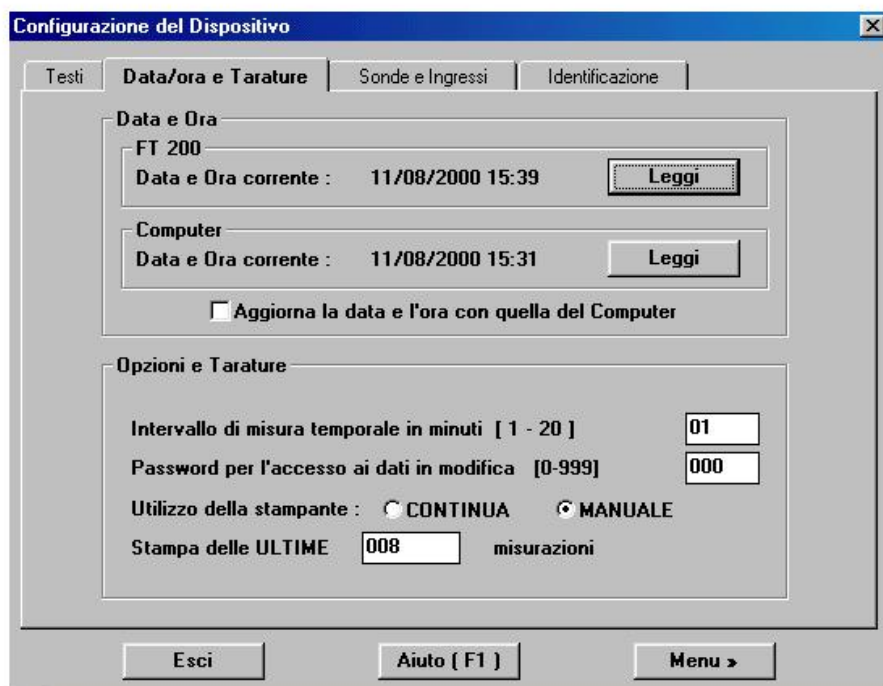 Configurazione del Dispositivo
Testi Data/ora e Tarature Sonde e Ingressi Identificazione
Data e Ora
FT 200
Data e Ora corrente : 11/08/2000 15:39 Leggi
Computer
Data e Ora corrente : 11/08/2000 15:31 Leggi
Aggiorna la data e l'ora con quella del Computer
Opzioni e Tarature
Intervallo di misura temporale in minuti [ 1 - 20 ] 01
Password per l'accesso ai dati in modifica [0-999] 000
Utilizzo della stampante : CONTINUA MANUALE
Stampa delle ULTIME 008 misurazioni
Esci Aiuto ( F1 ) Menu »